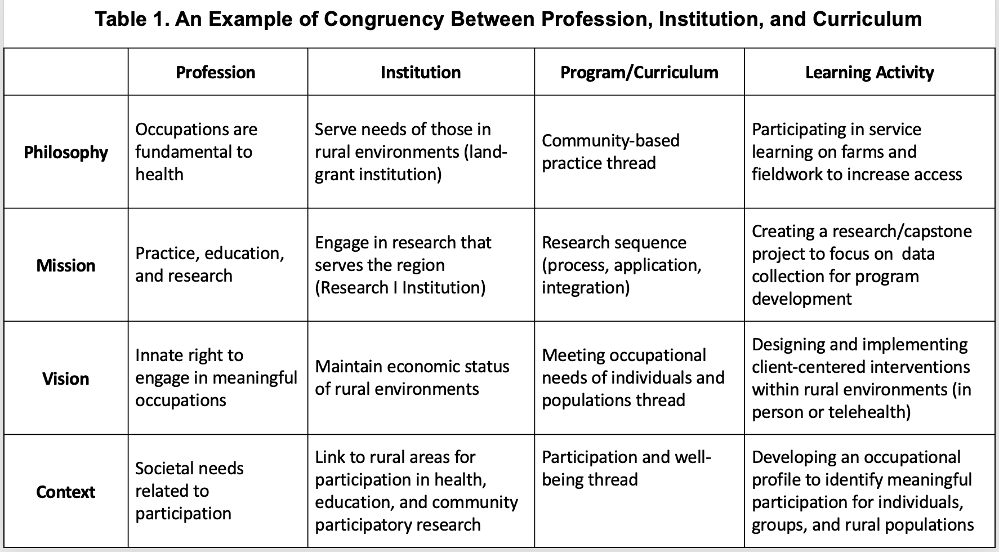 Table 1. An Example of Congruency Between Profession, Institution, and Curriculum
Profession
Institution
Program/Curriculum
Learning Activity
Philosophy
Occupations are
fundamental to
health
Serve needs of those in
rural environments (land-
grant institution)
Community-based
practice thread
Participating in service
learning on farms and
fieldwork to increase access
Mission
Practice, education,
and research
Engage in research that
serves the region
(Research I Institution)
Research sequence
(process, application,
integration)
Creating a research/capstone
project to focus on  data
collection for program
development
Vision
Innate right to
engage in meaningful
occupations
Maintain economic status
of rural environments
Meeting occupational
needs of individuals and
populations thread
Designing and implementing
client-centered interventions
within rural environments (in
person or telehealth)
Context
Societal needs
related to
participation
Link to rural areas for
participation in health,
education, and community
participatory research
Participation and well-
being thread
Developing an occupational
profile to identify meaningful
participation for individuals,
groups, and rural populations